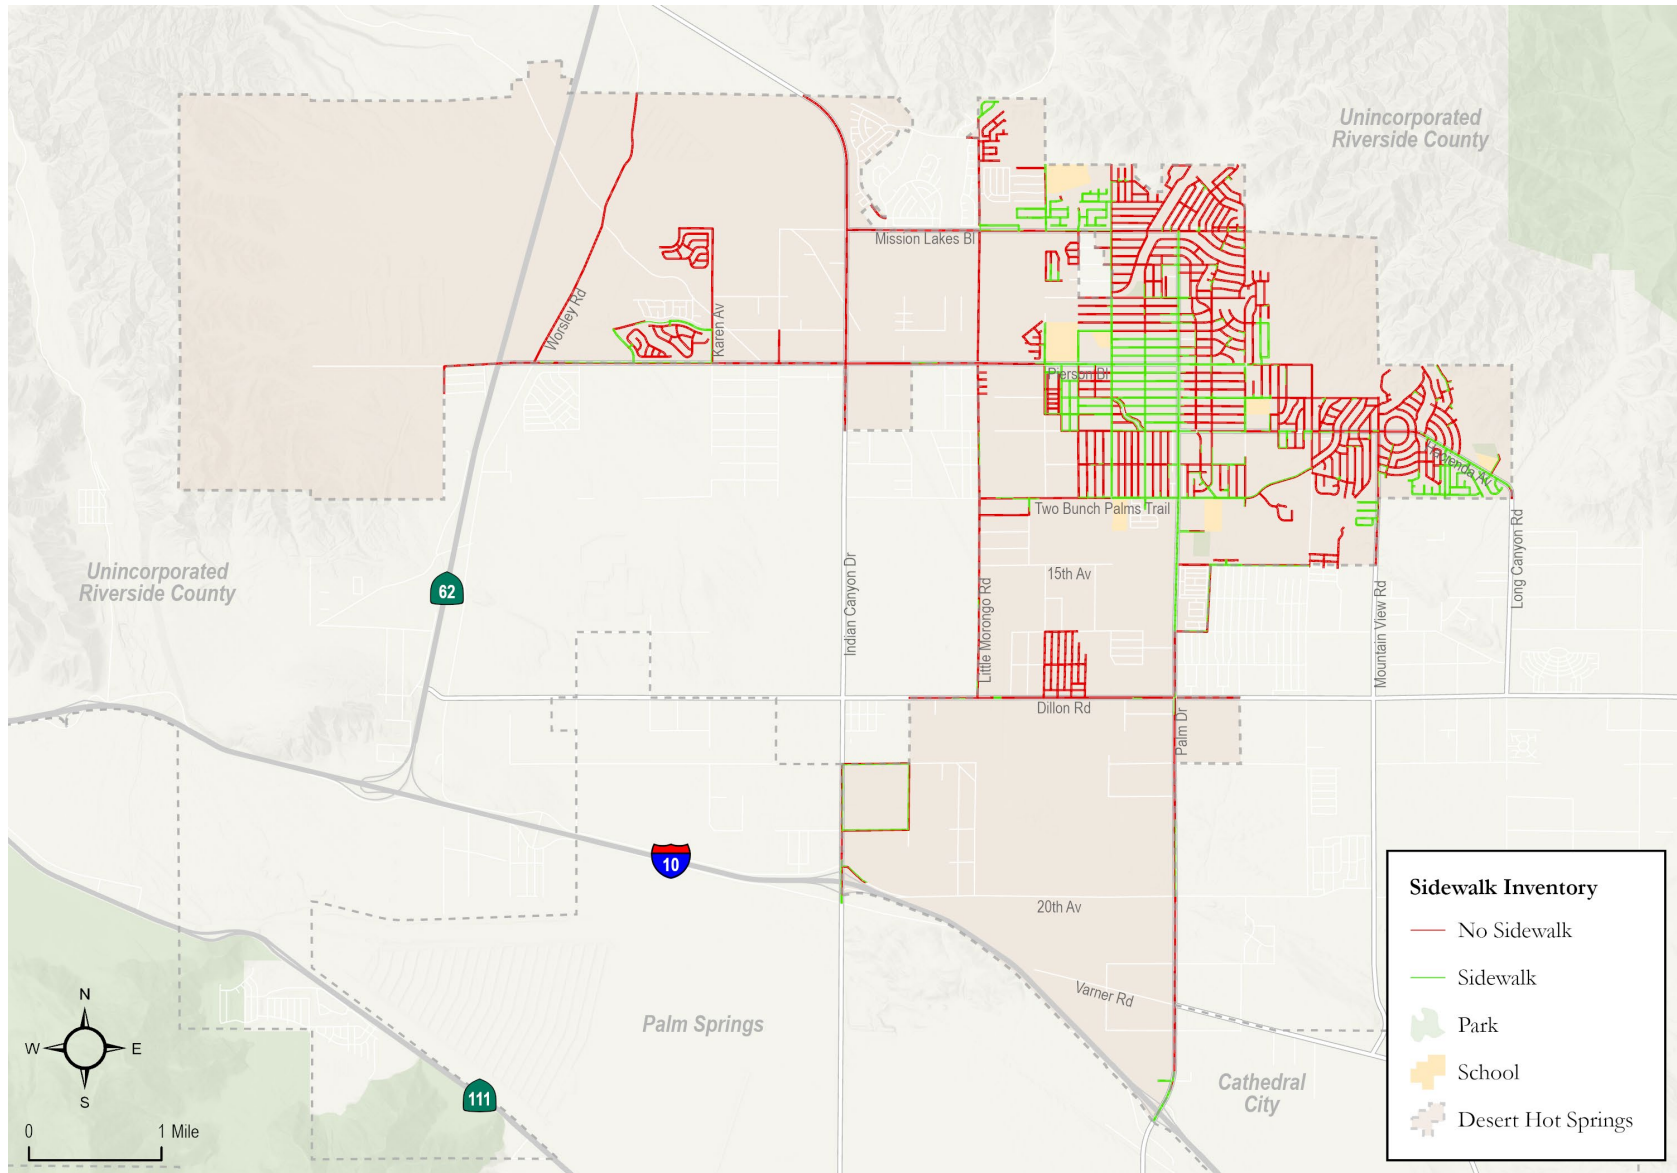 Unincorporated
Riverside County
Mission Lakes Bl
Worsley Rd
Karen Av
Pierson Bl
Hacienda Av
Two Bunch Palms Trail
Long Canyon Rd
Unincorporated
Riverside County
62
15th Av
Indian Canyon Dr
Little Morongo Rd
Mountain View Rd
Dillon Rd
Palm Dr
10
20th Av
Varner Rd
Palm Springs
Cathedral
City
111
N
W
E
S
0
1 Mile
Sidewalk Inventory
No Sidewalk
Sidewalk
Park
School
Desert Hot Springs